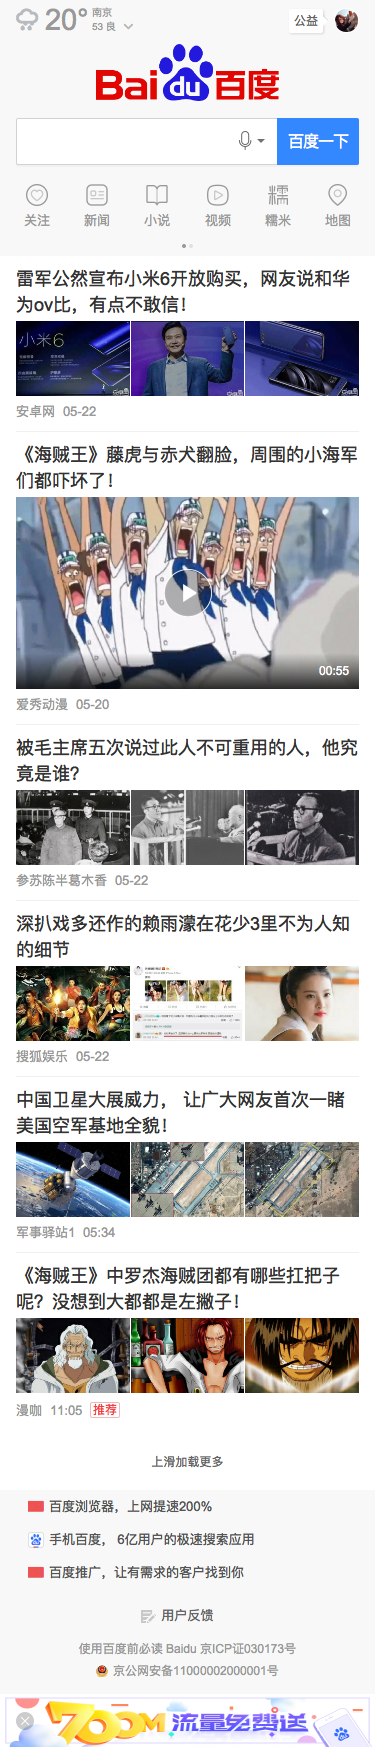 20°
南京
53 良
公益
Bai du 百度
百度一下
关注 新闻 小说 视频 糯米 地图
糯
雷军公然宣布小米6开放购买，网友说和华
为ov比，有点不敢信！
小米6
安卓网 05-22
《海贼王》藤虎与赤犬翻脸，周围的小海军
们都吓坏了！
00:55
爱秀动漫 05-20
被毛主席五次说过此人不可重用的人，他究
竟是谁？
参苏陈半葛木香 05-22
深扒戏多还作的赖雨濛在花少3里不为人知
的细节
搜狐娱乐 05-22
中国卫星大展威力， 让广大网友首次一睹
美国空军基地全貌！
军事驿站1 05:34
《海贼王》中罗杰海贼团都有哪些扛把子
呢？没想到大都都是左撇子！
漫咖 11:05 推荐
上滑加载更多
百度浏览器，上网提速200%
手机百度， 6亿用户的极速搜索应用
百度推广，让有需求的客户找到你
用户反馈
使用百度前必读 Baidu 京ICP证030173号
京公网安备11000002000001号
700M 流量免费送